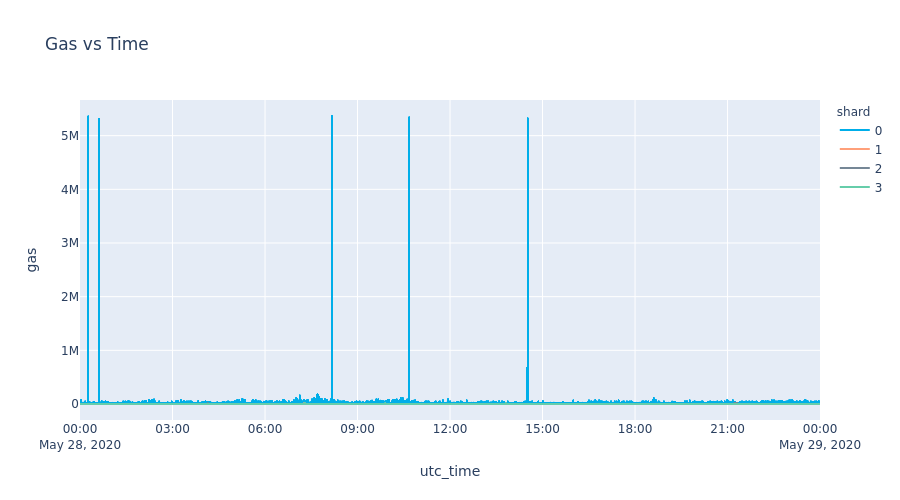 Gas vs Time
shard
0
1
2
3
gas
5M
4M
3M
2M
1M
0
00:00 03:00 06:00 09:00 12:00 15:00 18:00 21:00 00:00
May 28, 2020 May 29, 2020
utc_time